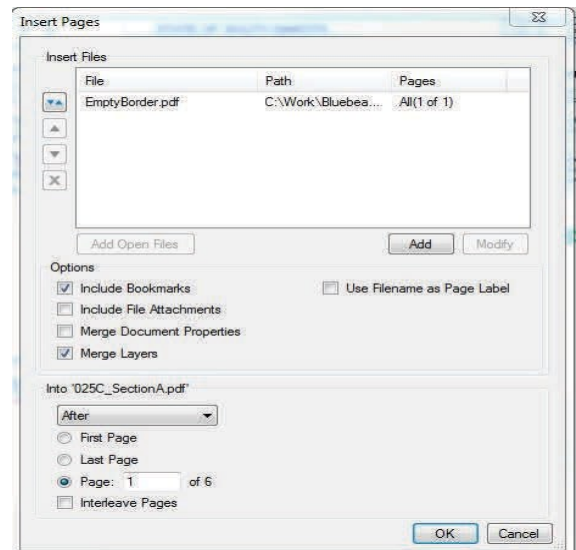 Insert Pages
Insert Files
File Path Pages
EmptyBorder.pdf C:\Work\Bluebea... All(1 of 1)
Add Open Files Add Modify
Options
Include Bookmarks Use Filename as Page Label
Include File Attachments
Merge Document Properties
Merge Layers
Into '025C_SectionA.pdf'
After
First Page
Last Page
Page: 1 of 6
Interleave Pages
OK Cancel